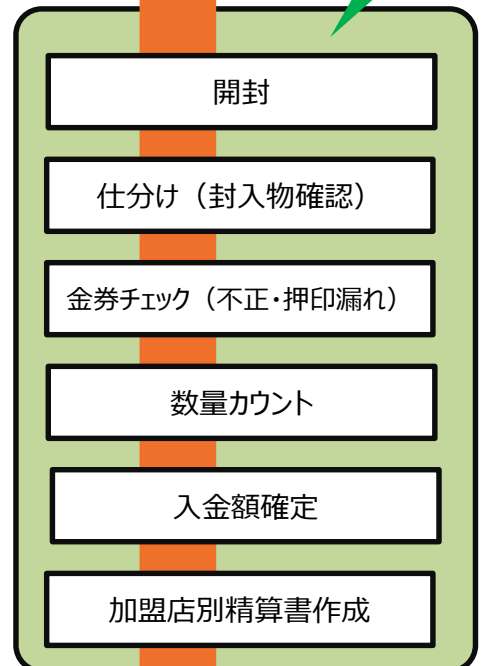 開封
仕分け（封入物確認）
金券チェック（不正・押印漏れ）
数量カウント
入金額確定
加盟店別精算書作成